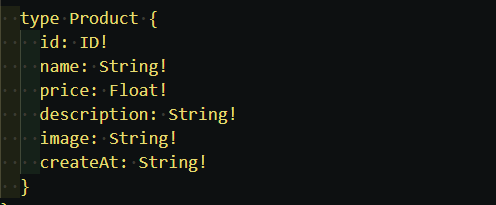 type Product {
id: ID!
name: String!
price: Float!
description: String!
image: String!
createAt: String!
}